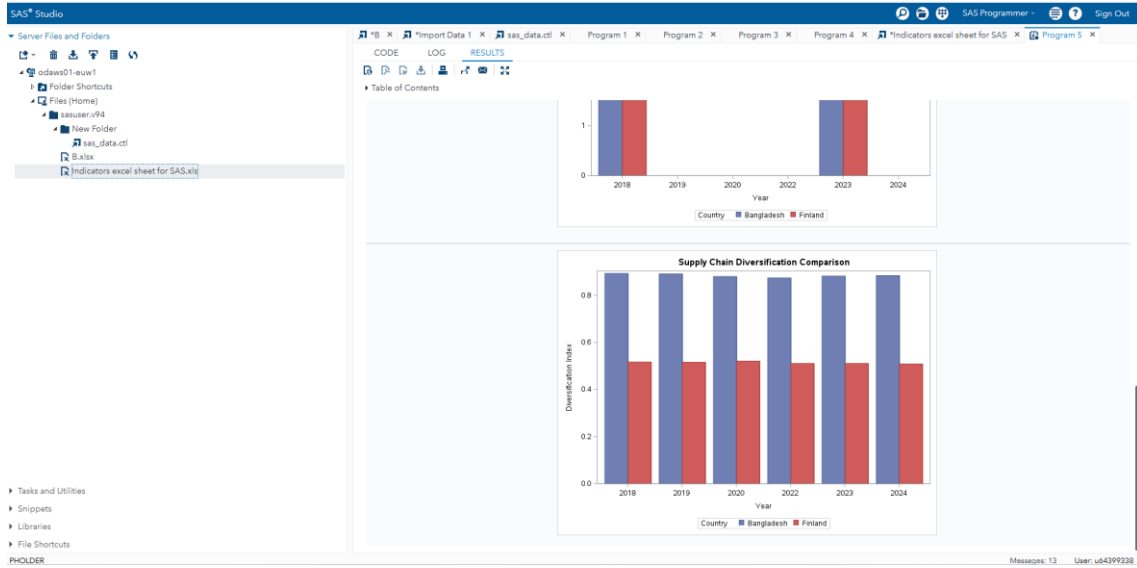 SAS® Studio
SAS Programmer
Sign Out
Server Files and Folders
odaws01-euw1
Folder Shortcuts
Files (Home)
sasuser.v94
New Folder
sas_data.ctl
B.xlsx
Indicators excel sheet for SAS.xls
Tasks and Utilities
Snippets
Libraries
File Shortcuts
*B × *Import Data 1 × sas_data.ctl × Program 1 × Program 2 × Program 3 × Program 4 × *Indicators excel sheet for SAS × Program 5 ×
CODE LOG RESULTS
Table of Contents
1
0
2018 2019 2020 2022 2023 2024
Year
Country Bangladesh Finland
Supply Chain Diversification Comparison
Diversification Index
0.8
0.6
0.4
0.2
0.0
2018 2019 2020 2022 2023 2024
Year
Country Bangladesh Finland
PHOLDER
Messages: 13 User: u64399338